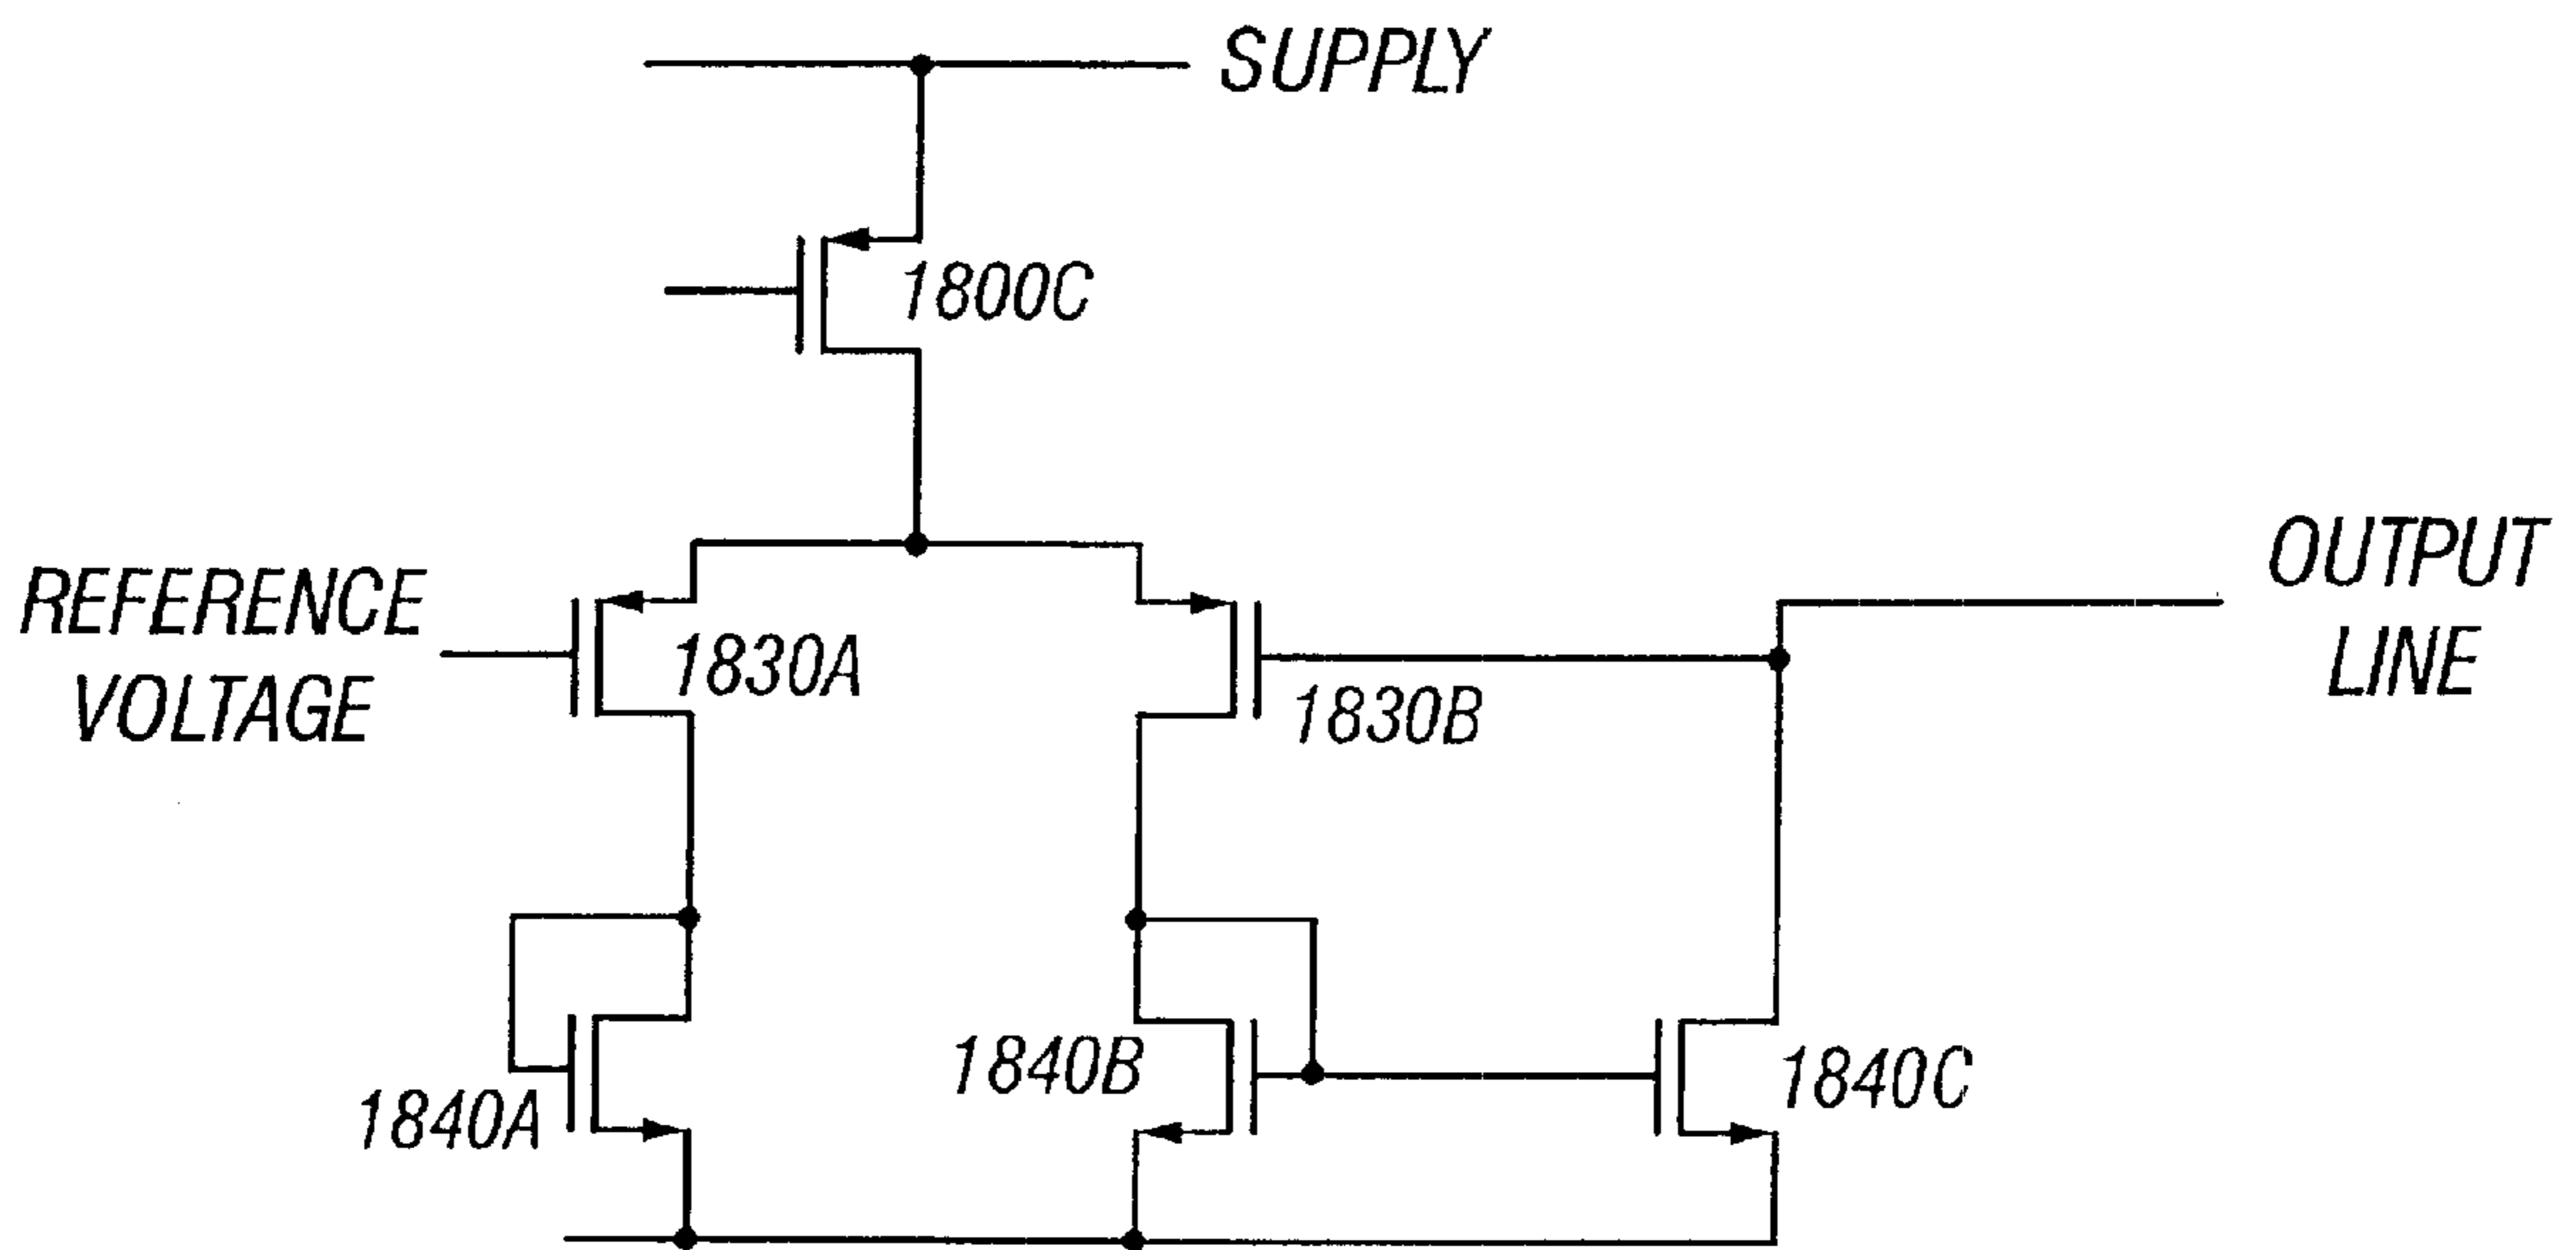 SUPPLY
1800C
REFERENCE
VOLTAGE
1830A
1830B
OUTPUT
LINE
1840A
1840B
1840C